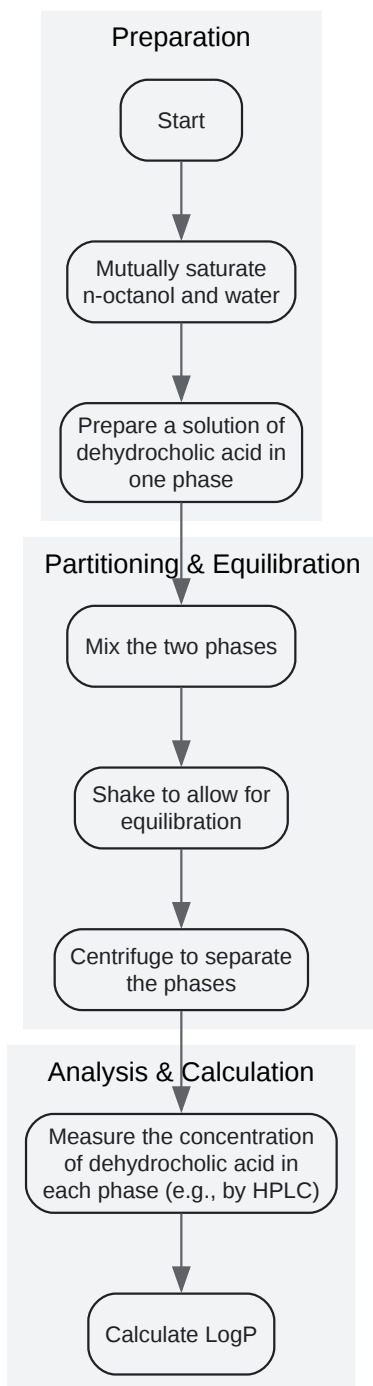 Preparation
Start
Mutually saturate
n-octanol and water
Prepare a solution of
dehydrocholic acid in
one phase
Partitioning & Equilibration
Mix the two phases
Shake to allow for
equilibration
Centrifuge to separate
the phases
Analysis & Calculation
Measure the concentration
of dehydrocholic acid in
each phase (e.g., by HPLC)
Calculate LogP